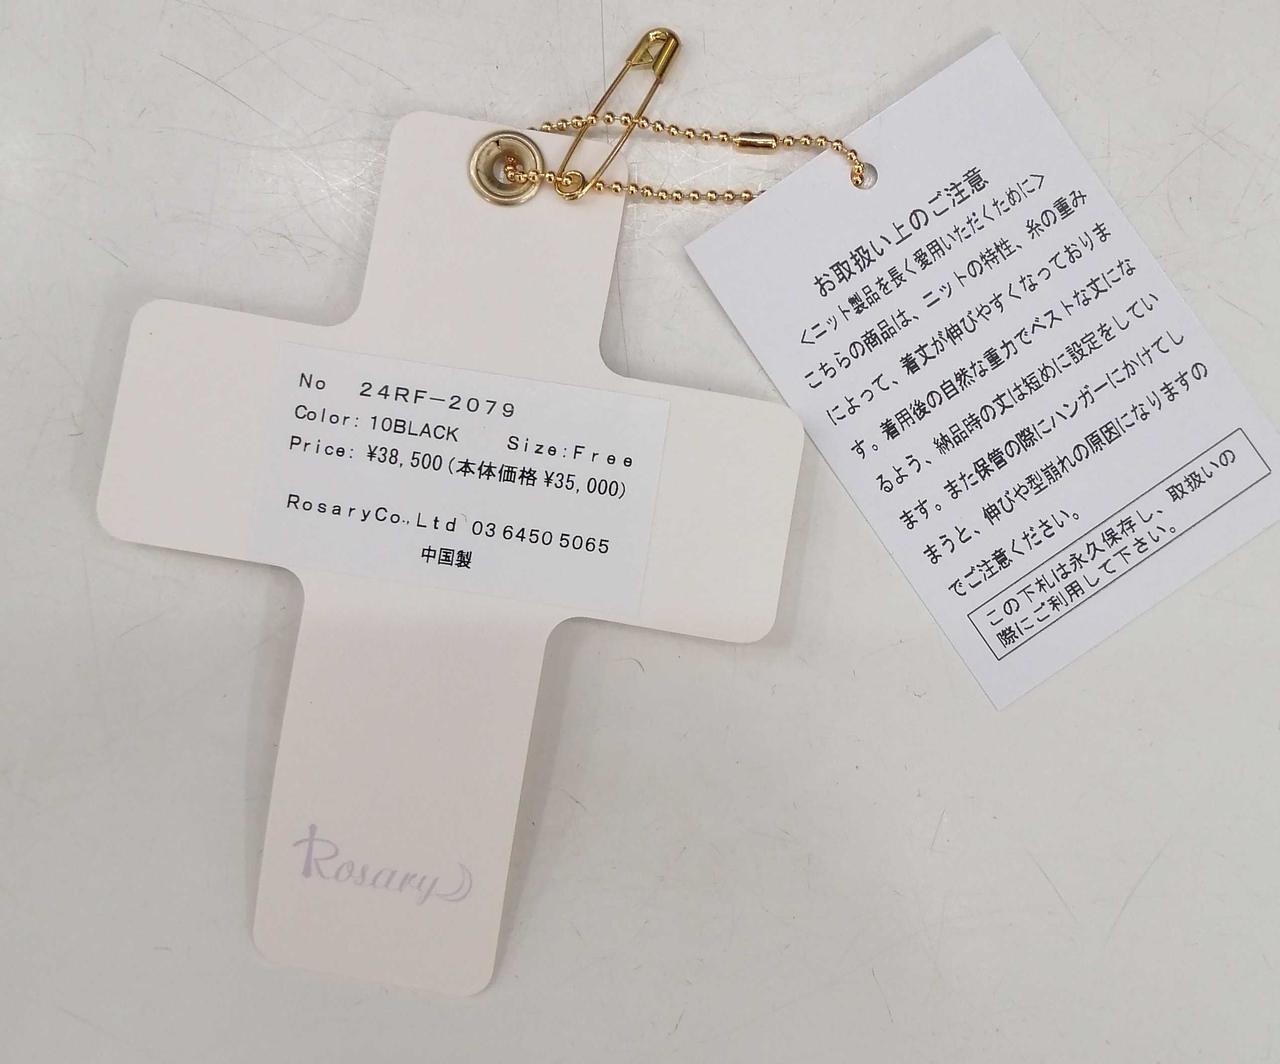 No 24RF-2079
Color: 10BLACK Size:Free
Price: ¥38,500(本体価格 ¥35,000)
RosaryCo.,Ltd 03 6450 5065
中国製
Rosary
お取扱い上のご注意
<ニット製品を長く愛用いただくために>
こちらの商品は、ニットの特性、糸の重み
によって、着丈が伸びやすくなっておりま
す。着用後の自然な重力でベストな丈にな
るよう、納品時の丈は短めに設定をしてい
ます。また保管の際にハンガーにかけてし
まうと、伸びや型崩れの原因になりますの
でご注意ください。
この下札は永久保存し、取扱いの
際にご利用して下さい。